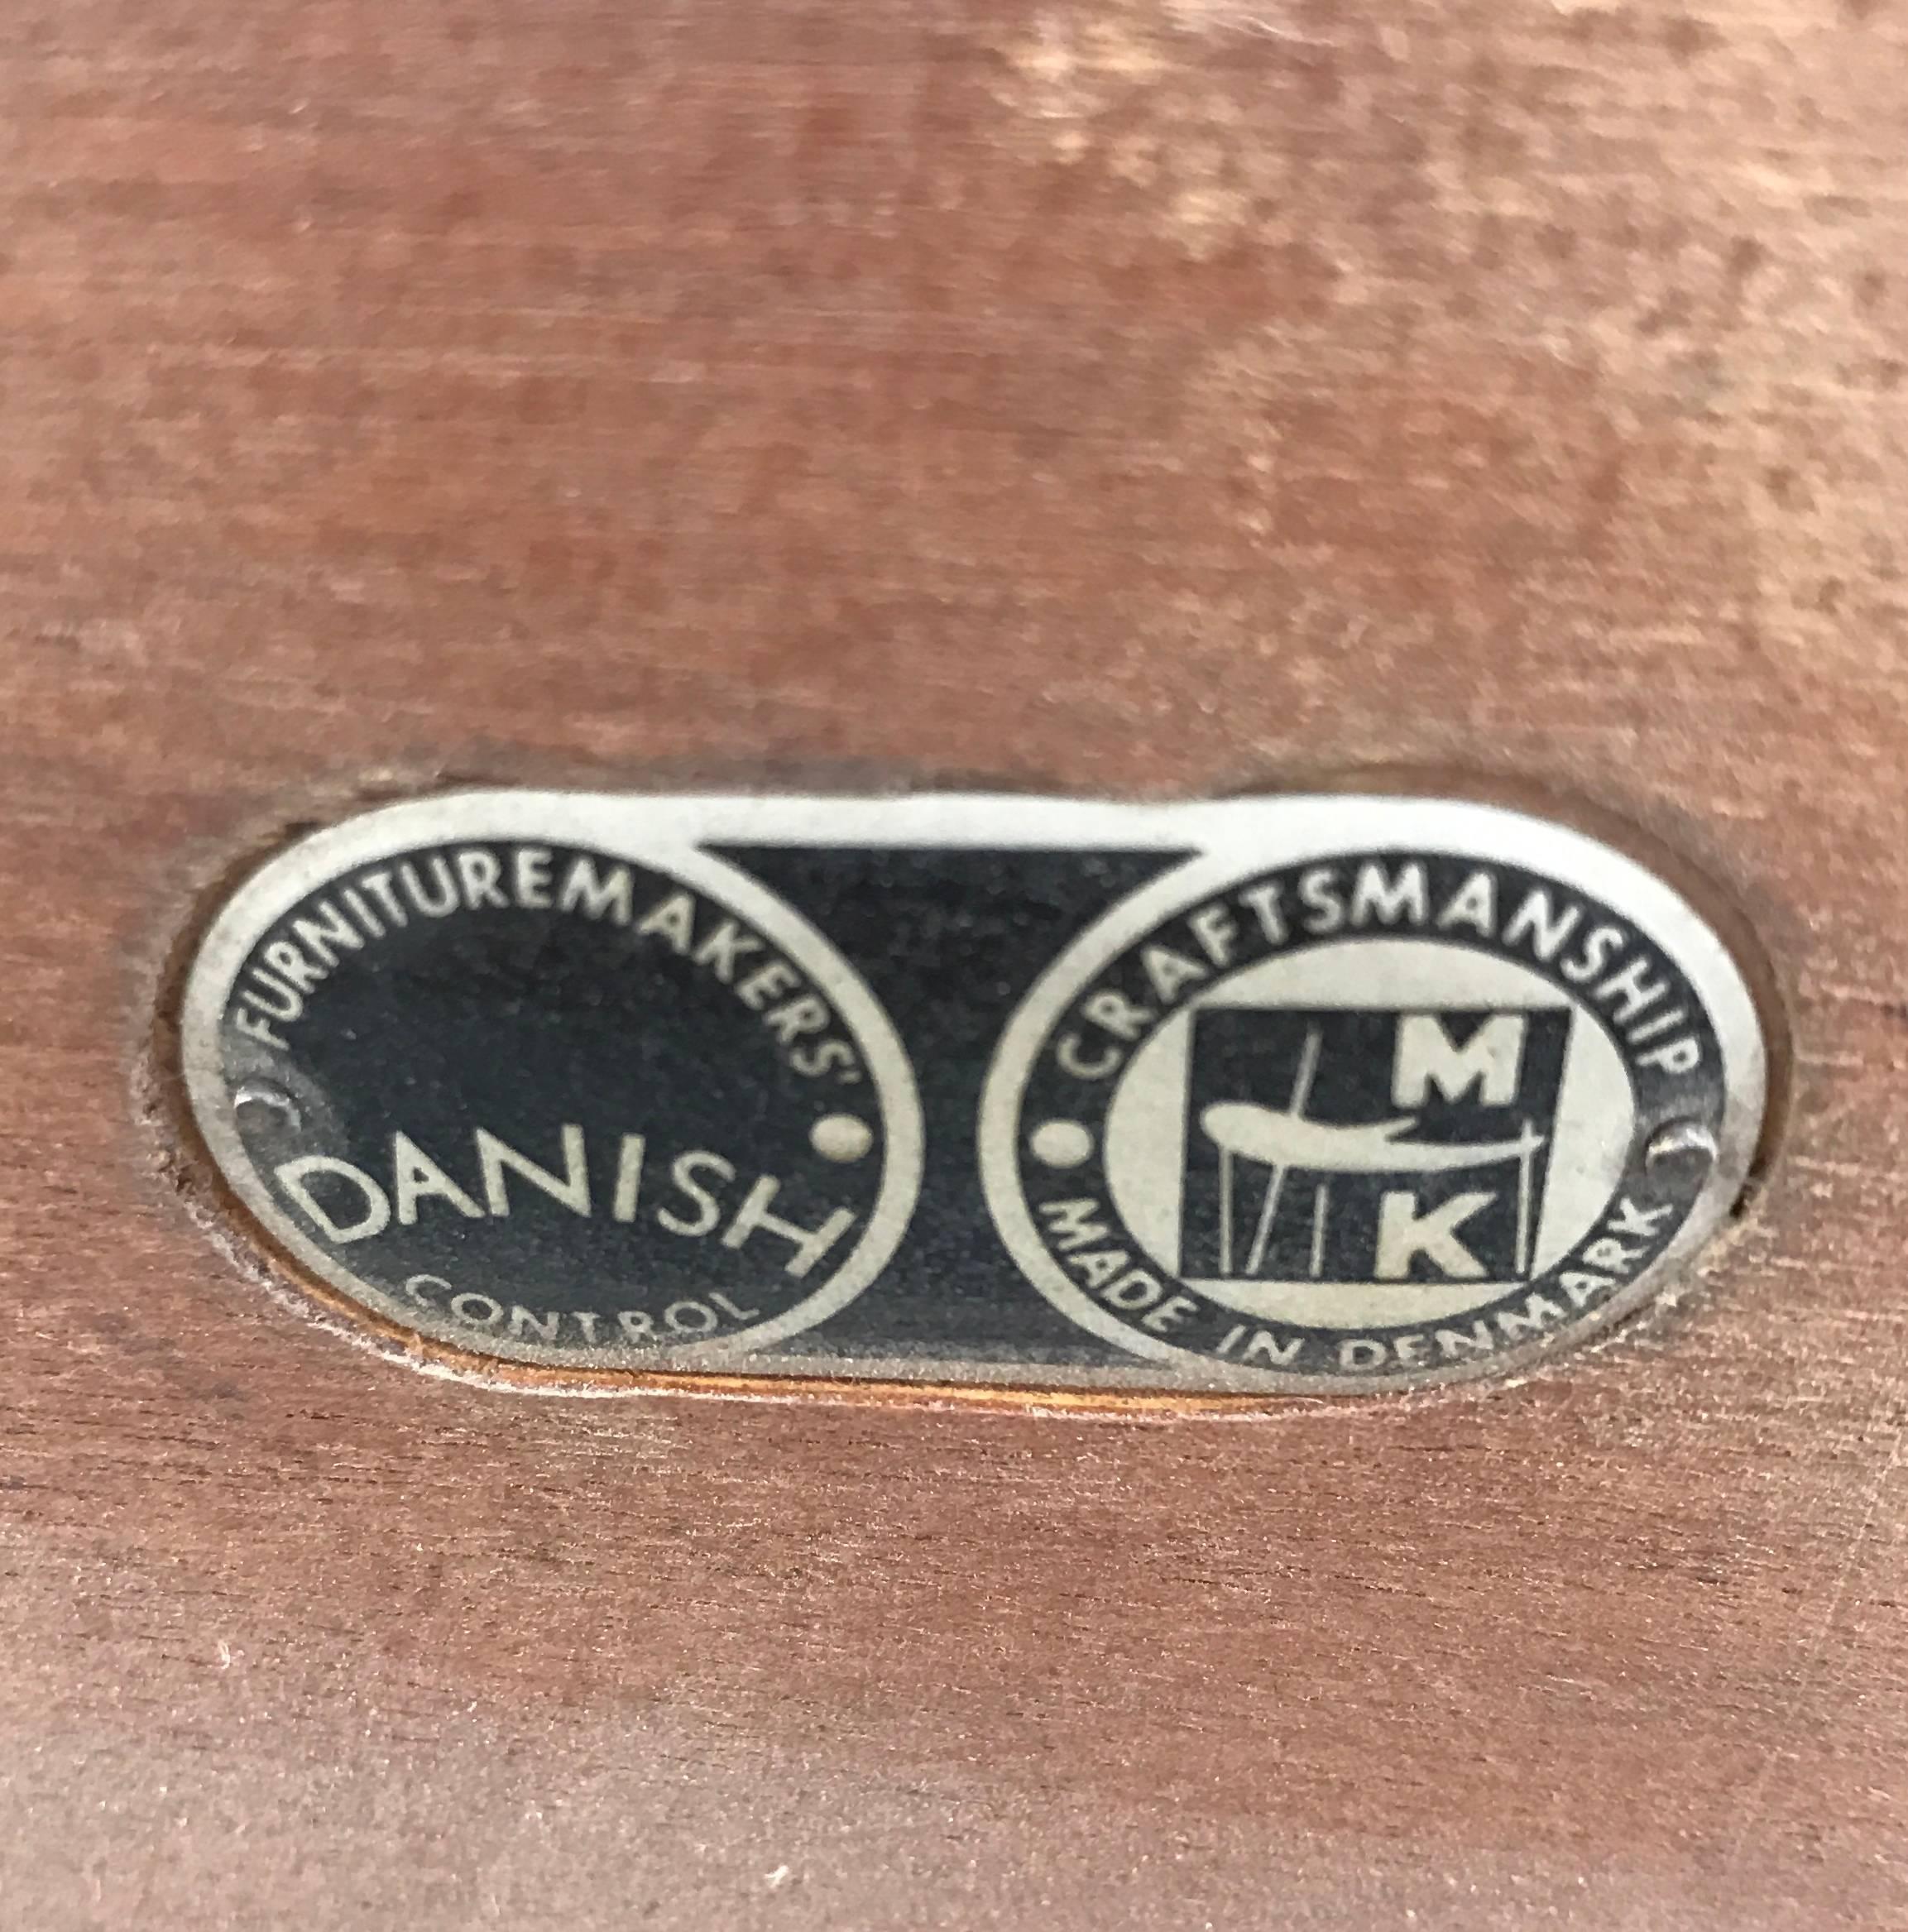 FURNITUREMAKERS'
DANISH
CONTROL
CRAFTSMANSHIP
M
K
MADE IN DENMARK